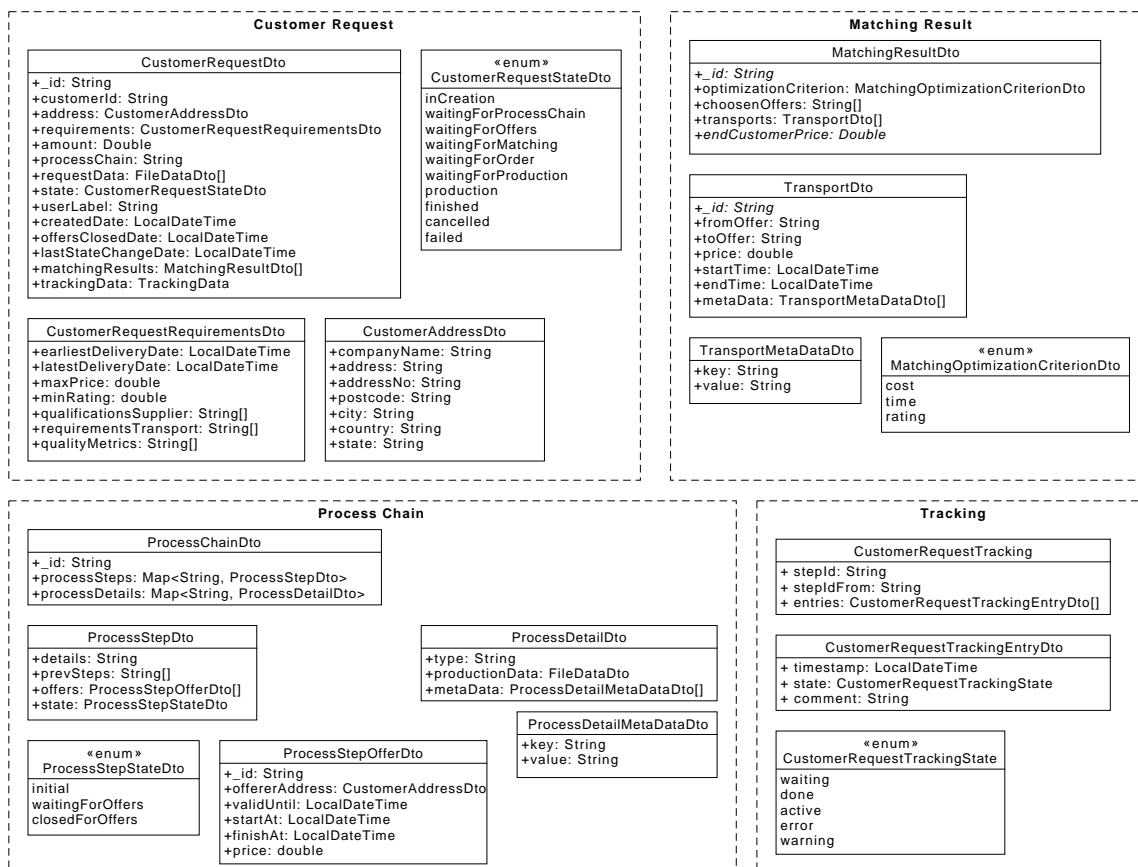 Customer Request
CustomerRequestDto
+_id: String
+customerId: String
+address: CustomerAddressDto
+requirements: CustomerRequestRequirementsDto
+amount: Double
+processChain: String
+requestData: FileDataDto[]
+state: CustomerRequestStateDto
+userLabel: String
+createdDate: LocalDateTime
+offersClosedDate: LocalDateTime
+lastStateChangeDate: LocalDateTime
+matchingResults: MatchingResultDto[]
+trackingData: TrackingData
«enum»
CustomerRequestStateDto
inCreation
waitingForProcessChain
waitingForOffers
waitingForMatching
waitingForOrder
waitingForProduction
production
finished
cancelled
failed
CustomerRequestRequirementsDto
+earliestDeliveryDate: LocalDateTime
+latestDeliveryDate: LocalDateTime
+maxPrice: double
+minRating: double
+qualificationsSupplier: String[]
+requirementsTransport: String[]
+qualityMetrics: String[]
CustomerAddressDto
+companyName: String
+address: String
+addressNo: String
+postcode: String
+city: String
+country: String
+state: String
Matching Result
MatchingResultDto
+_id: String
+optimizationCriterion: MatchingOptimizationCriterionDto
+choosenOffers: String[]
+transports: TransportDto[]
+endCustomerPrice: Double
TransportDto
+_id: String
+fromOffer: String
+toOffer: String
+price: double
+startTime: LocalDateTime
+endTime: LocalDateTime
+metaData: TransportMetaDataDto[]
TransportMetaDataDto
+key: String
+value: String
«enum»
MatchingOptimizationCriterionDto
cost
time
rating
Process Chain
ProcessChainDto
+_id: String
+processSteps: Map<String, ProcessStepDto>
+processDetails: Map<String, ProcessDetailDto>
ProcessStepDto
+details: String
+prevSteps: String[]
+offers: ProcessStepOfferDto[]
+state: ProcessStepStateDto
ProcessDetailDto
+type: String
+productionData: FileDataDto
+metaData: ProcessDetailMetaDataDto[]
ProcessDetailMetaDataDto
+key: String
+value: String
«enum»
ProcessStepStateDto
initial
waitingForOffers
closedForOffers
ProcessStepOfferDto
+_id: String
+offererAddress: CustomerAddressDto
+validUntil: LocalDateTime
+startAt: LocalDateTime
+finishAt: LocalDateTime
+price: double
Tracking
CustomerRequestTracking
+ stepId: String
+ stepIdFrom: String
+ entries: CustomerRequestTrackingEntryDto[]
CustomerRequestTrackingEntryDto
+ timestamp: LocalDateTime
+ state: CustomerRequestTrackingState
+ comment: String
«enum»
CustomerRequestTrackingState
waiting
done
active
error
warning